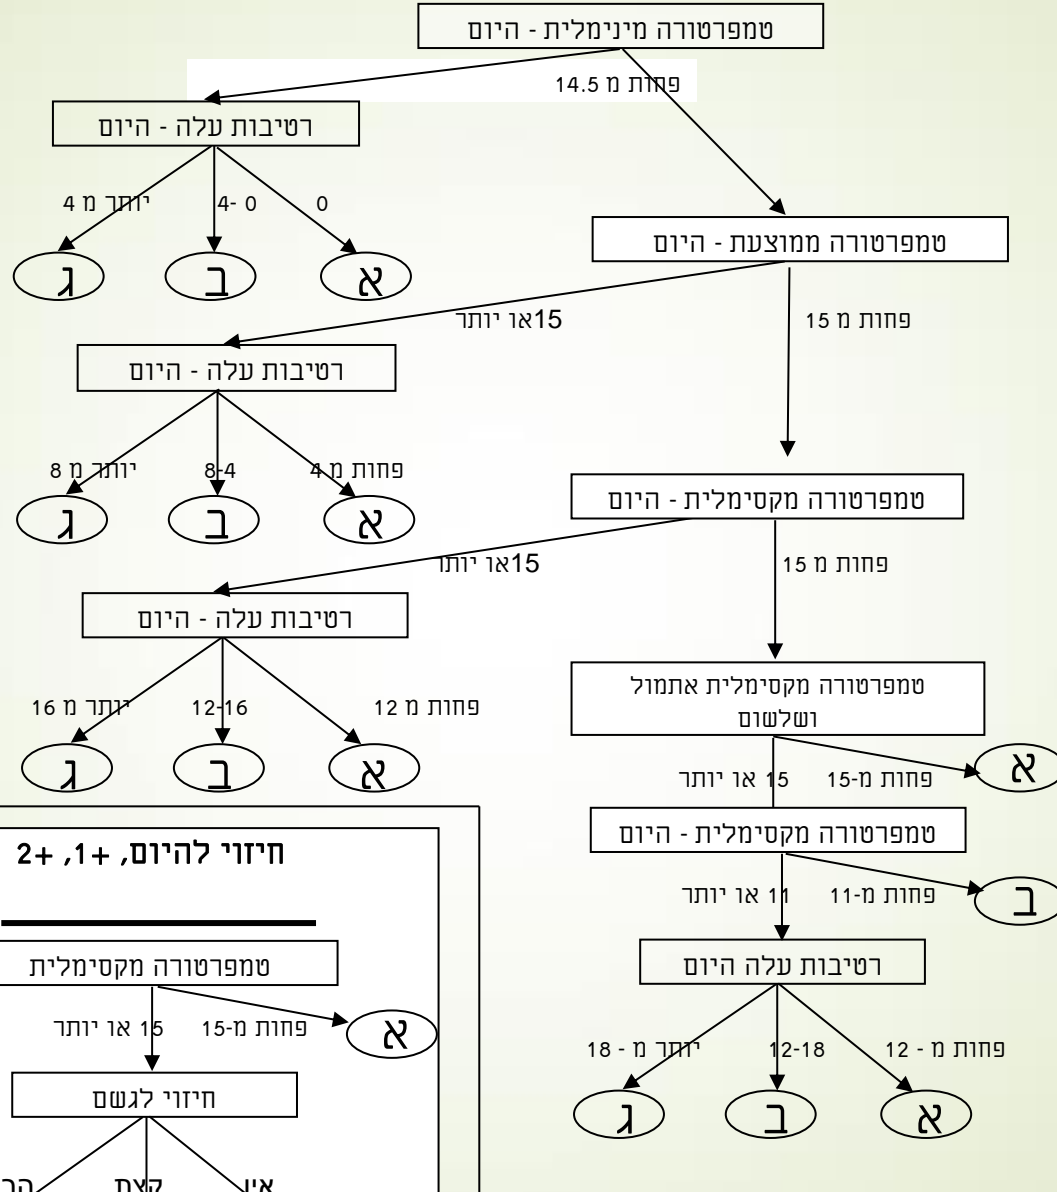 טמפרטורה מינימלית - היום
פחות מ 14.5
רטיבות עלה - היום
0
0 -4
יותר מ 4
א
ב
ג
טמפרטורה ממוצעת - היום
15או יותר
פחות מ 15
רטיבות עלה - היום
פחות מ 4
8-4
יותר מ 8
א
ב
ג
טמפרטורה מקסימלית - היום
15או יותר
פחות מ 15
רטיבות עלה - היום
פחות מ 12
12-16
יותר מ 16
א
ב
ג
טמפרטורה מקסימלית אתמול
ושלשום
פחות מ-15
15 או יותר
א
טמפרטורה מקסימלית - היום
פחות מ-11
11 או יותר
ב
רטיבות עלה היום
פחות מ - 12
12-18
יותר מ - 18
א
ב
ג
חיזוי להיום, +1, +2
טמפרטורה מקסימלית
פחות מ-15
15 או יותר
א
חיזוי לגשם
אין
קצת